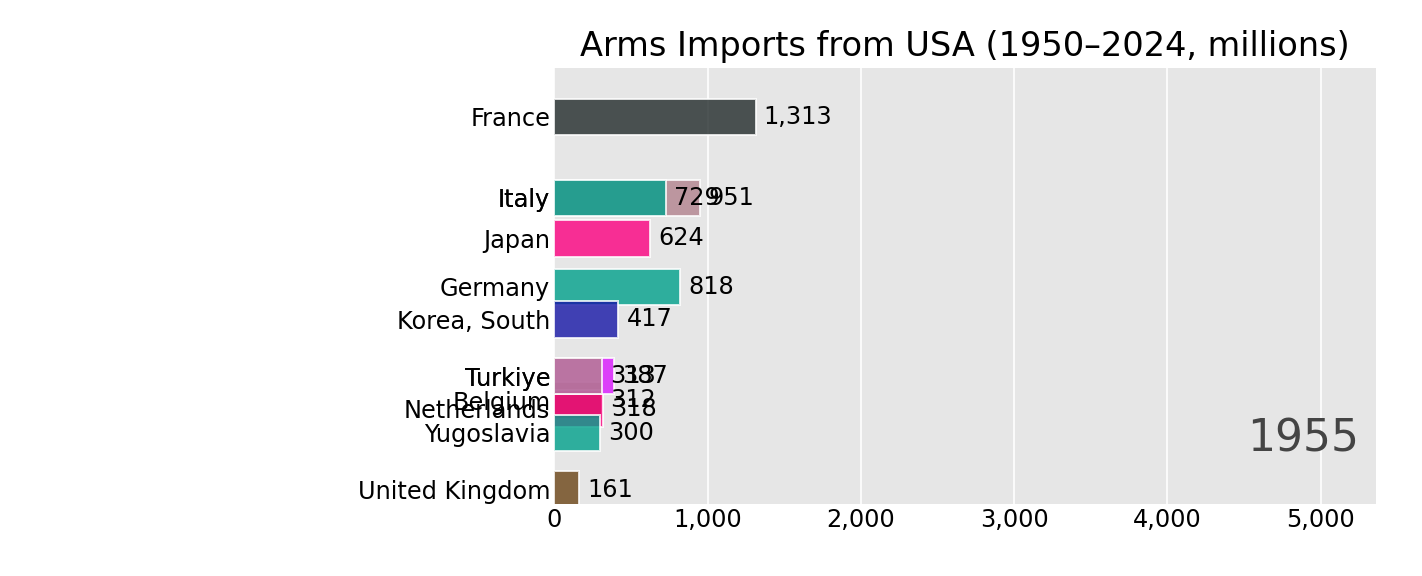 Arms Imports from USA (1950–2024, millions)
France 1,313
Italy 729 951
Japan 624
Germany 818
Korea, South 417
Turkiye 387
Belgium 312
Netherlands 318
Yugoslavia 300
1955
United Kingdom 161
0 1,000 2,000 3,000 4,000 5,000